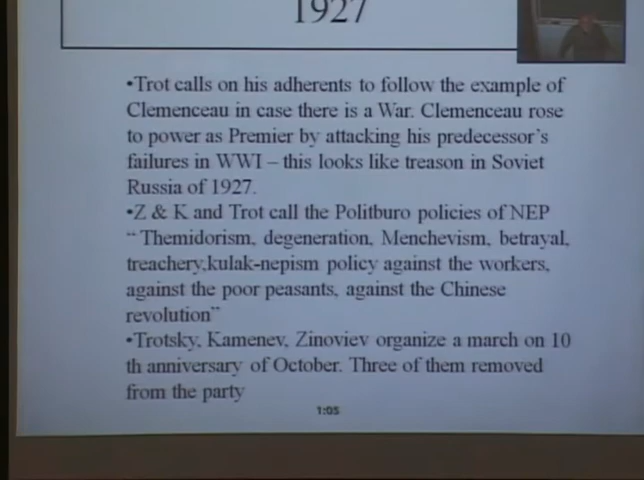 1927
•Trot calls on his adherents to follow the example of
Clemenceau in case there is a War. Clemenceau rose
to power as Premier by attacking his predecessor's
failures in WWI – this looks like treason in Soviet
Russia of 1927.
•Z & K and Trot call the Politburo policies of NEP
“ Themidorism, degeneration, Menchevism, betrayal,
treachery,kulak-nepism policy against the workers,
against the poor peasants, against the Chinese
revolution”
•Trotsky, Kamenev, Zinoviev organize a march on 10
th anniversary of October. Three of them removed
from the party
1:05